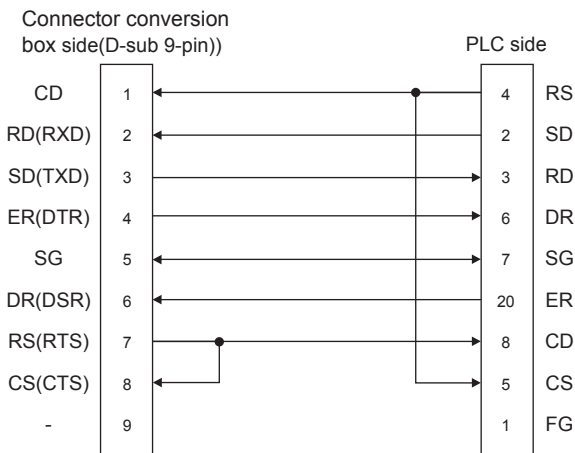 Connector conversion
box side(D-sub 9-pin)) PLC side
CD 1 4 RS
RD(RXD) 2 2 SD
SD(TXD) 3 3 RD
ER(DTR) 4 6 DR
SG 5 7 SG
DR(DSR) 6 20 ER
RS(RTS) 7 8 CD
CS(CTS) 8 5 CS
- 9 1 FG